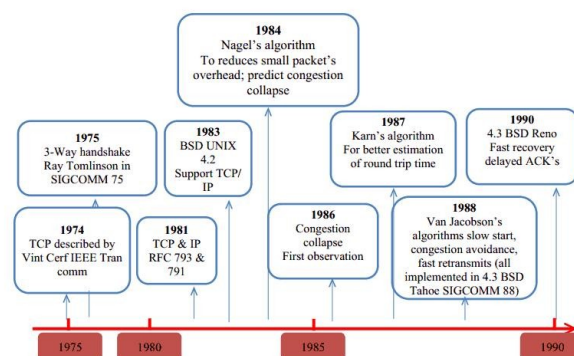 1984
Nagel's algorithm
To reduces small packet's
overhead; predict congestion
collapse
1975
3-Way handshake
Ray Tomlinson in
SIGCOMM 75
1983
BSD UNIX
4.2
Support TCP/
IP
1987
Karn's algorithm
For better estimation
of round trip time
1990
4.3 BSD Reno
Fast recovery
delayed ACK's
1974
TCP described by
Vint Cerf IEEE Tran
comm
1981
TCP & IP
RFC 793 &
791
1986
Congestion
collapse
First observation
1988
Van Jacobson's
algorithms slow start,
congestion avoidance,
fast retransmits (all
implemented in 4.3 BSD
Tahoe SIGCOMM 88)
1975
1980
1985
1990